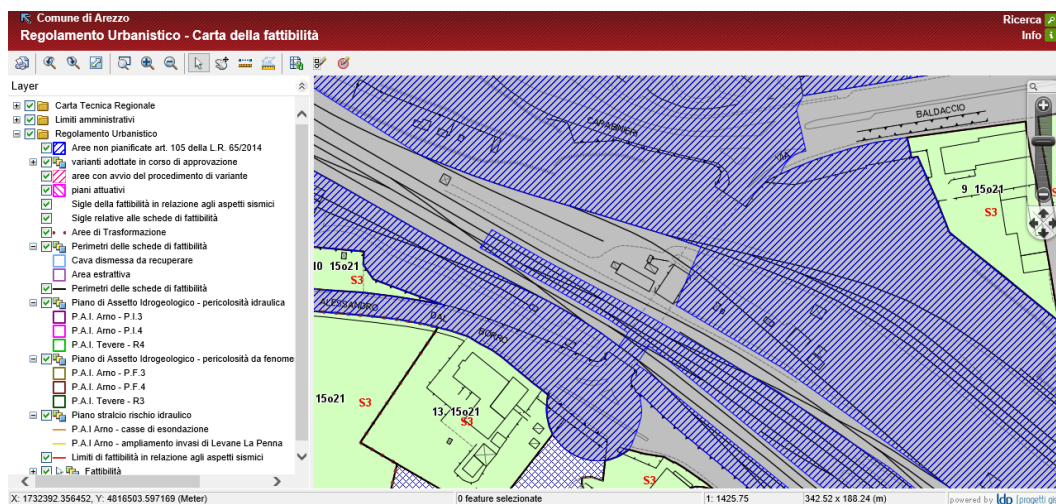 Comune di Arezzo
Ricerca
Regolamento Urbanistico - Carta della fattibilità
Info
Layer
Carta Tecnica Regionale
Limiti amministrativi
Regolamento Urbanistico
Aree non pianificate art. 105 della L.R. 65/2014
varianti adottate in corso di approvazione
aree con avvio del procedimento di variante
piani attuativi
Sigle della fattibilità in relazione agli aspetti sismici
Sigle relative alle schede di fattibilità
Aree di Trasformazione
Perimetri delle schede di fattibilità
Cava dismessa da recuperare
Area estrattiva
Perimetri delle schede di fattibilità
Piano di Assetto Idrogeologico - pericolosità idraulica
P.A.I. Arno - P.I.3
P.A.I. Arno - P.I.4
P.A.I. Tevere - R4
Piano di Assetto Idrogeologico - pericolosità da fenome
P.A.I. Arno - P.F.3
P.A.I. Arno - P.F.4
P.A.I. Tevere - R3
Piano stralcio rischio idraulico
P.A.I Arno - casse di esondazione
P.A.I Arno - ampliamento invasi di Levane La Penna
Limiti di fattibilità in relazione agli aspetti sismici
Fattibilità
CARABINIERI
VIA
BALDACCIO
9 15o21
S3
10 15o21
S3
ALESSANDRO
DAL
BORRO
15o21
S3
13 15o21
S3
X: 1732392.356452, Y: 4816503.597169 (Meter)
0 feature selezionate
1: 1425.75
342.52 x 188.24 (m)
powered by ldp progetti gis